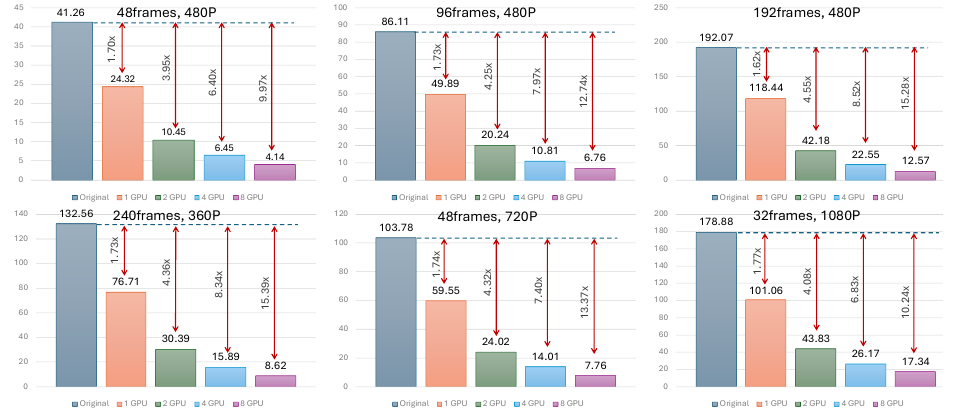 48frames, 480P
45
40
35
30
25
20
15
10
5
0
41.26
24.32
10.45
6.45
4.14
1.70x
3.95x
6.40x
9.97x
Original 1 GPU 2 GPU 4 GPU 8 GPU
96frames, 480P
100
90
80
70
60
50
40
30
20
10
0
86.11
49.89
20.24
10.81
6.76
1.73x
4.25x
7.97x
12.74x
Original 1 GPU 2 GPU 4 GPU 8 GPU
192frames, 480P
250
200
150
100
50
0
192.07
118.44
42.18
22.55
12.57
1.62x
4.55x
8.52x
15.28x
Original 1 GPU 2 GPU 4 GPU 8 GPU
240frames, 360P
140
120
100
80
60
40
20
0
132.56
76.71
30.39
15.89
8.62
1.73x
4.36x
8.34x
15.39x
Original 1 GPU 2 GPU 4 GPU 8 GPU
48frames, 720P
120
100
80
60
40
20
0
103.78
59.55
24.02
14.01
7.76
1.74x
4.32x
7.40x
13.37x
Original 1 GPU 2 GPU 4 GPU 8 GPU
32frames, 1080P
200
180
160
140
120
100
80
60
40
20
0
178.88
101.06
43.83
26.17
17.34
1.77x
4.08x
6.83x
10.24x
Original 1 GPU 2 GPU 4 GPU 8 GPU